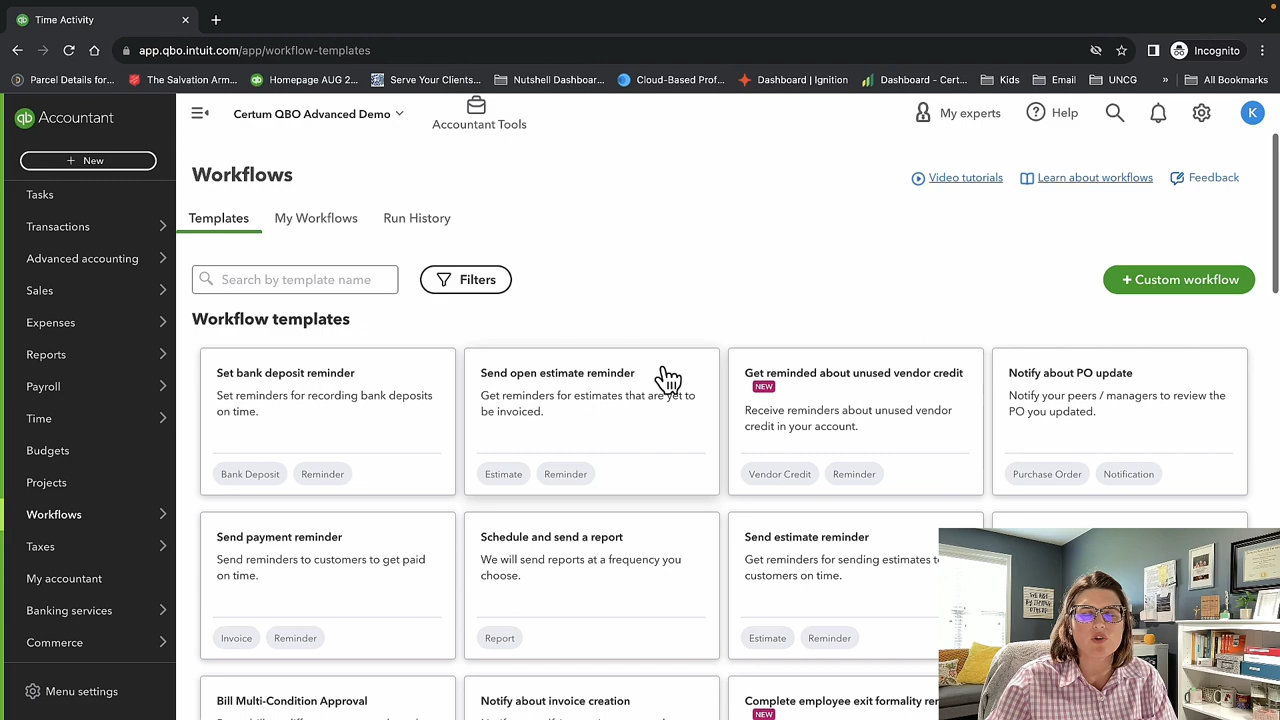 Time Activity
app.qbo.intuit.com/app/workflow-templates
Incognito
Parcel Details for...
The Salvation Arm...
Homepage AUG 2...
Serve Your Clients...
Nutshell Dashboar...
Cloud-Based Prof...
Dashboard | Ignition
Dashboard - Cert...
Kids
Email
UNCG
»
All Bookmarks
qb Accountant
Certum QBO Advanced Demo
Accountant Tools
My experts
Help
K
+ New
Tasks
Transactions
Advanced accounting
Sales
Expenses
Reports
Payroll
Time
Budgets
Projects
Workflows
Taxes
My accountant
Banking services
Commerce
Menu settings
Workflows
Video tutorials
Learn about workflows
Feedback
Templates
My Workflows
Run History
Search by template name
Filters
+ Custom workflow
Workflow templates
Set bank deposit reminder
Set reminders for recording bank deposits
on time.
Bank Deposit
Reminder
Send open estimate reminder
Get reminders for estimates that are yet to
be invoiced.
Estimate
Reminder
Get reminded about unused vendor credit
NEW
Receive reminders about unused vendor
credit in your account.
Vendor Credit
Reminder
Notify about PO update
Notify your peers / managers to review the
PO you updated.
Purchase Order
Notification
Send payment reminder
Send reminders to customers to get paid
on time.
Invoice
Reminder
Schedule and send a report
We will send reports at a frequency you
choose.
Report
Send estimate reminder
Get reminders for sending estimates to
customers on time.
Estimate
Reminder
Bill Multi-Condition Approval
Notify about invoice creation
Complete employee exit formality
NEW